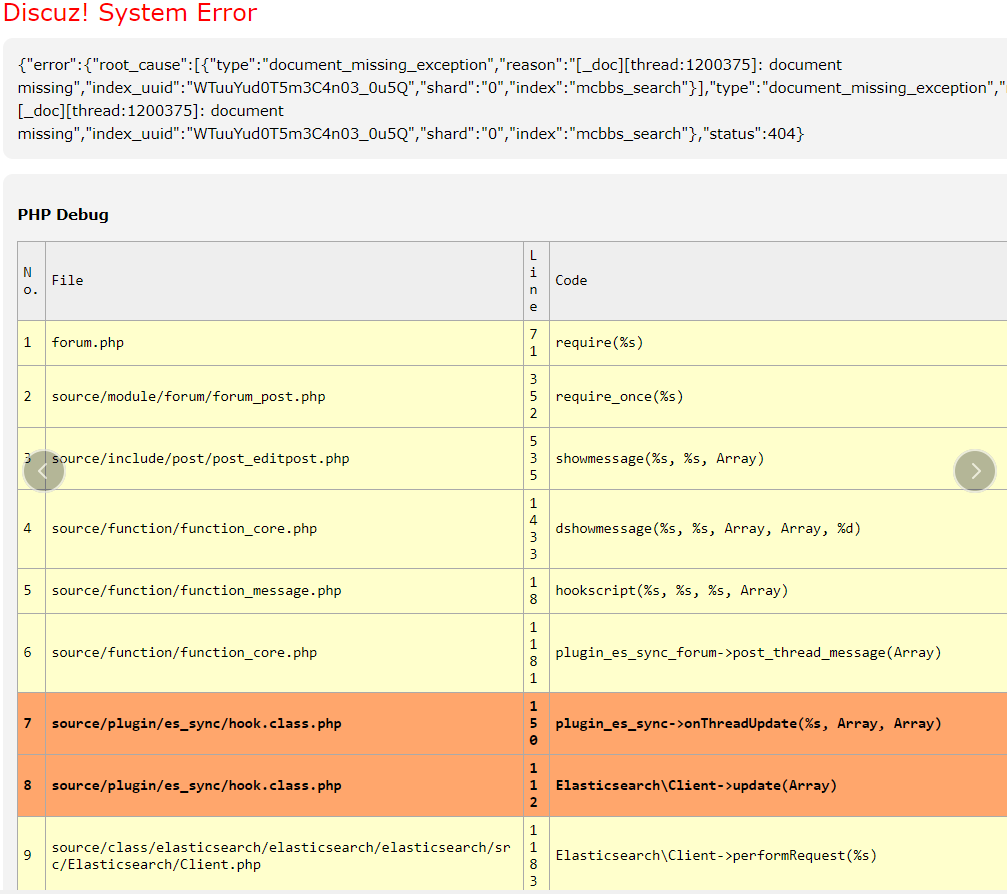 Discuz! System Error
{"error":{"root_cause":[{"type":"document_missing_exception","reason":"[_doc][thread:1200375]: document
missing","index_uuid":"WTuuYud0T5m3C4n03_0u5Q","shard":"0","index":"mcbbs_search"}],"type":"document_missing_exception","
[_doc][thread:1200375]: document
missing","index_uuid":"WTuuYud0T5m3C4n03_0u5Q","shard":"0","index":"mcbbs_search"},"status":404}
PHP Debug
No. File Line Code
1 forum.php 71 require(%s)
2 source/module/forum/forum_post.php 352 require_once(%s)
3 source/include/post/post_editpost.php 535 showmessage(%s, %s, Array)
4 source/function/function_core.php 1433 dshowmessage(%s, %s, Array, Array, %d)
5 source/function/function_message.php 18 hookscript(%s, %s, %s, Array)
6 source/function/function_core.php 1181 plugin_es_sync_forum->post_thread_message(Array)
7 source/plugin/es_sync/hook.class.php 150 plugin_es_sync->onThreadUpdate(%s, Array, Array)
8 source/plugin/es_sync/hook.class.php 112 Elasticsearch\Client->update(Array)
9 source/class/elasticsearch/elasticsearch/elasticsearch/sr
c/Elasticsearch/Client.php 1183 Elasticsearch\Client->performRequest(%s)